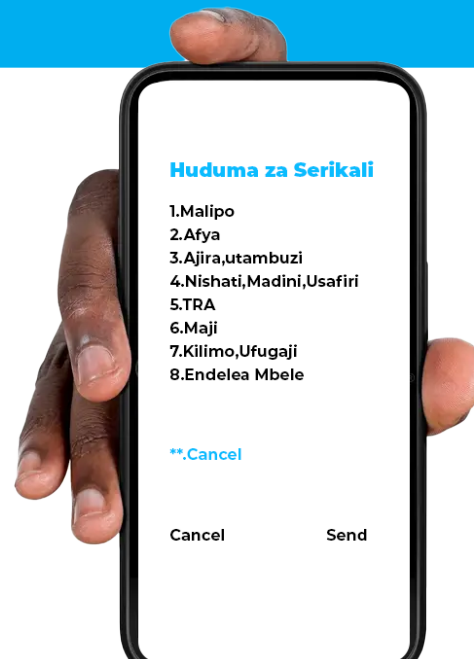 Huduma za Serikali
1.Malipo
2.Afya
3.Ajira,utambuzi
4.Nishati,Madini,Usafiri
5.TRA
6.Maji
7.Kilimo,Ufugaji
8.Endelea Mbele
**.Cancel
Cancel Send